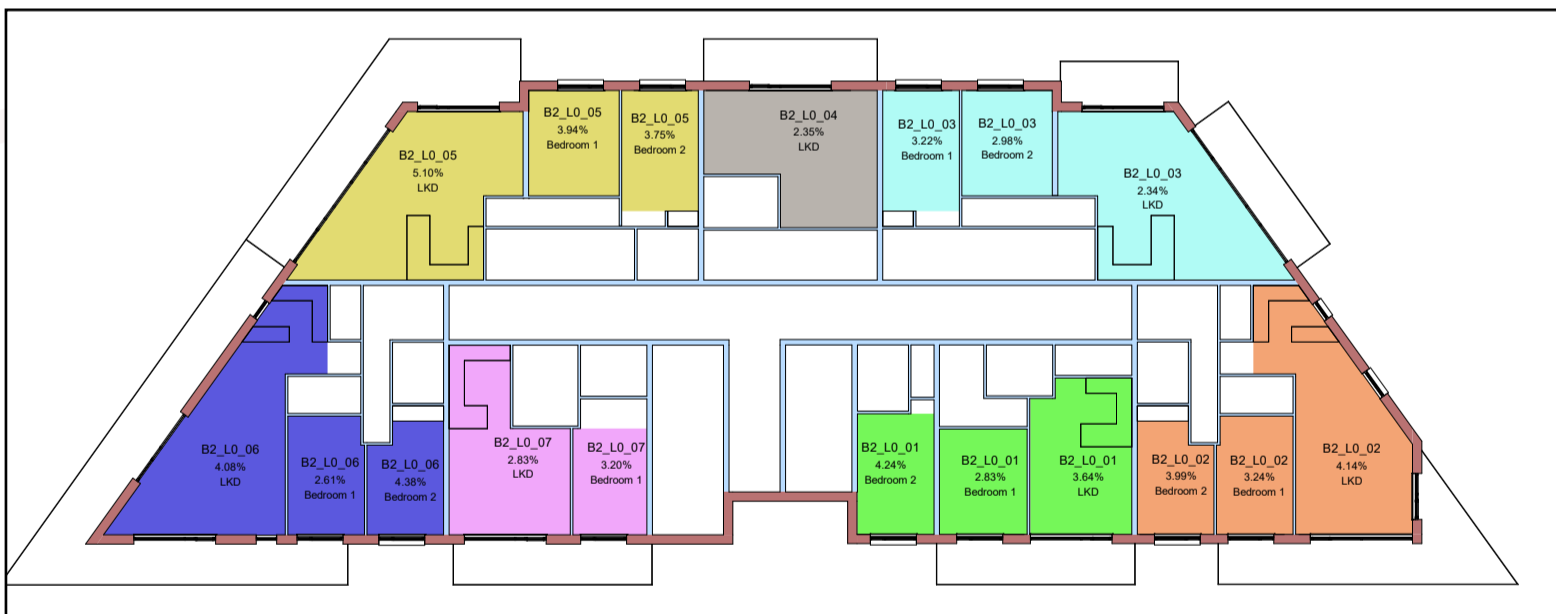 B2_L0_05
3.94%
Bedroom 1
B2_L0_05
3.75%
Bedroom 2
B2_L0_04
2.35%
LKD
B2_L0_03
3.22%
Bedroom 1
B2_L0_03
2.98%
Bedroom 2
B2_L0_05
5.10%
LKD
B2_L0_03
2.34%
LKD
B2_L0_06
4.08%
LKD
B2_L0_06
2.61%
Bedroom 1
B2_L0_06
4.38%
Bedroom 2
B2_L0_07
2.83%
LKD
B2_L0_07
3.20%
Bedroom 1
B2_L0_01
4.24%
Bedroom 2
B2_L0_01
2.83%
Bedroom 1
B2_L0_01
3.64%
LKD
B2_L0_02
3.99%
Bedroom 2
B2_L0_02
3.24%
Bedroom 1
B2_L0_02
4.14%
LKD